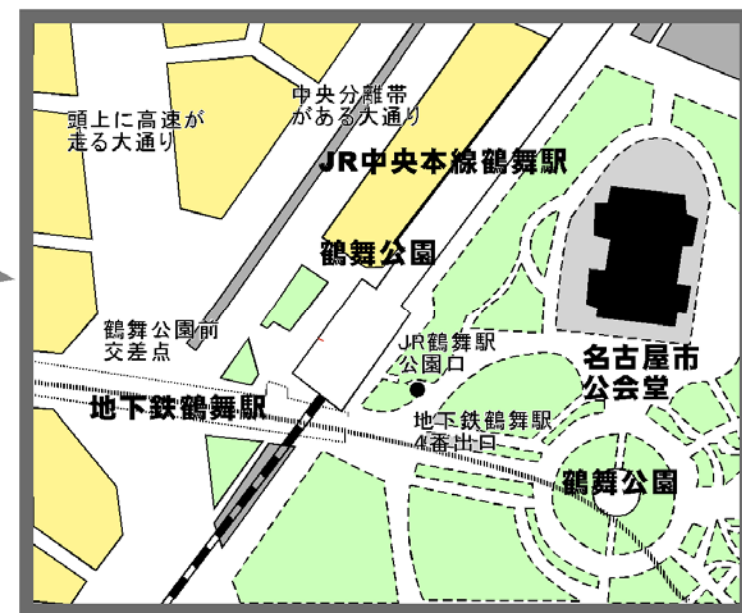 中央分離帯
がある大通り
頭上に高速が
走る大通り
JR中央本線鶴舞駅
鶴舞公園
鶴舞公園前
交差点
JR鶴舞駅
公園口
名古屋市
公会堂
地下鉄鶴舞駅
地下鉄鶴舞駅
4番出口
鶴舞公園